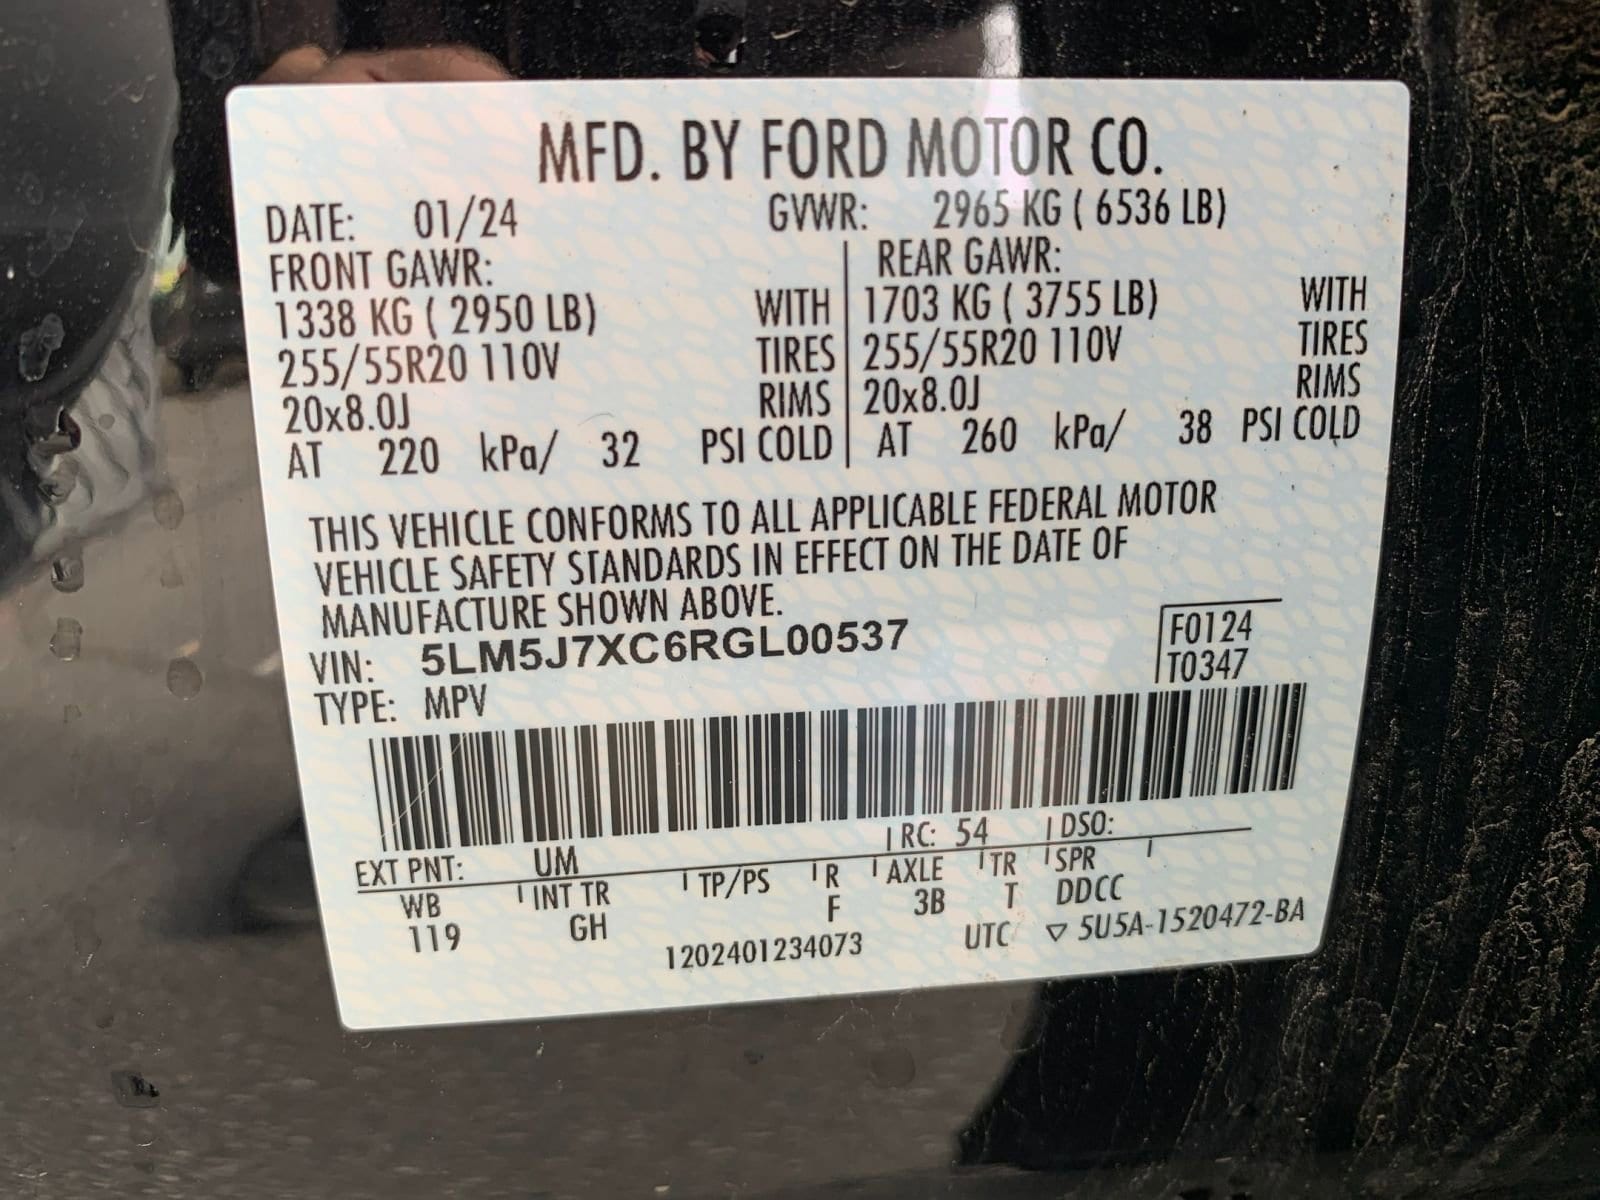 MFD. BY FORD MOTOR CO.
DATE: 01/24 GVWR: 2965 KG ( 6536 LB)
FRONT GAWR: REAR GAWR:
1338 KG ( 2950 LB) WITH 1703 KG ( 3755 LB) WITH
255/55R20 110V TIRES 255/55R20 110V TIRES
20x8.0J RIMS 20x8.0J RIMS
AT 220 kPa/ 32 PSI COLD AT 260 kPa/ 38 PSI COLD
THIS VEHICLE CONFORMS TO ALL APPLICABLE FEDERAL MOTOR
VEHICLE SAFETY STANDARDS IN EFFECT ON THE DATE OF
MANUFACTURE SHOWN ABOVE.
VIN: 5LM5J7XC6RGL00537 F0124
TYPE: MPV T0347
EXT PNT: UM RC: 54 DSO:
WB INT TR TP/PS R AXLE TR SPR
119 GH F 3B T DDCC
1202401234073 UTC ▽ 5U5A-1520472-BA